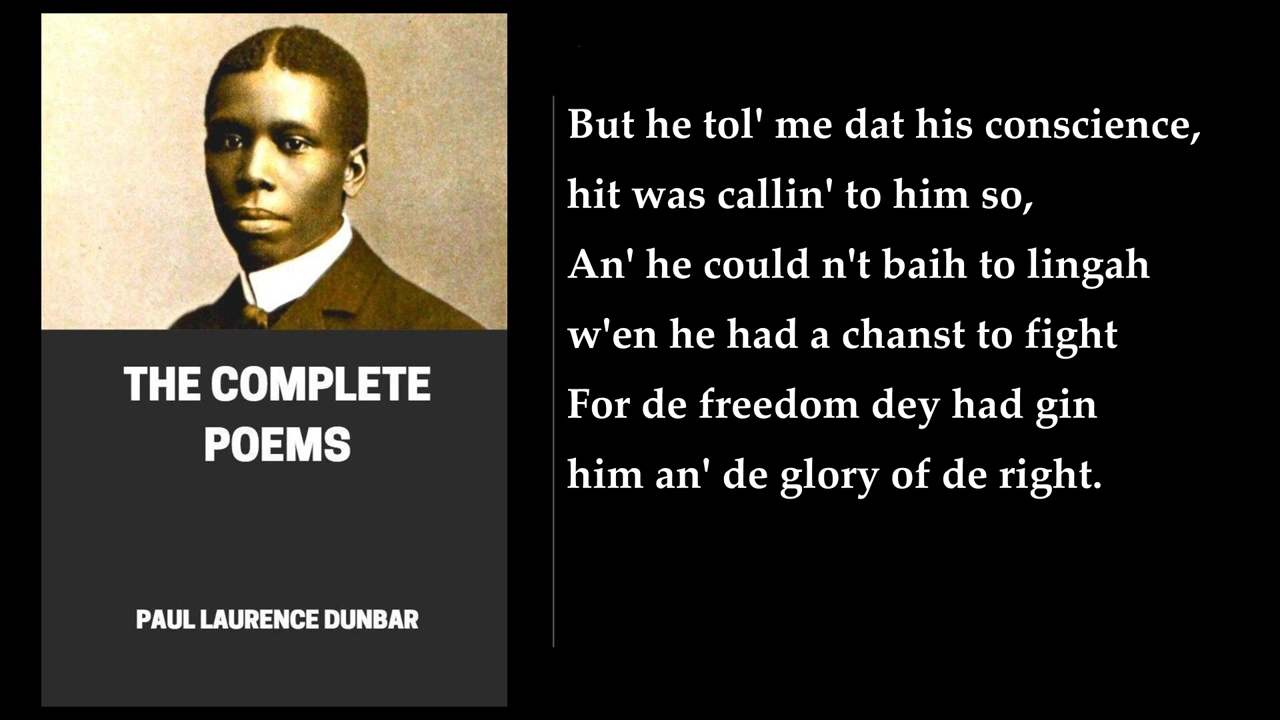 THE COMPLETE
POEMS
PAUL LAURENCE DUNBAR
But he tol' me dat his conscience,
hit was callin' to him so,
An' he could n't baih to lingah
w'en he had a chanst to fight
For de freedom dey had gin
him an' de glory of de right.